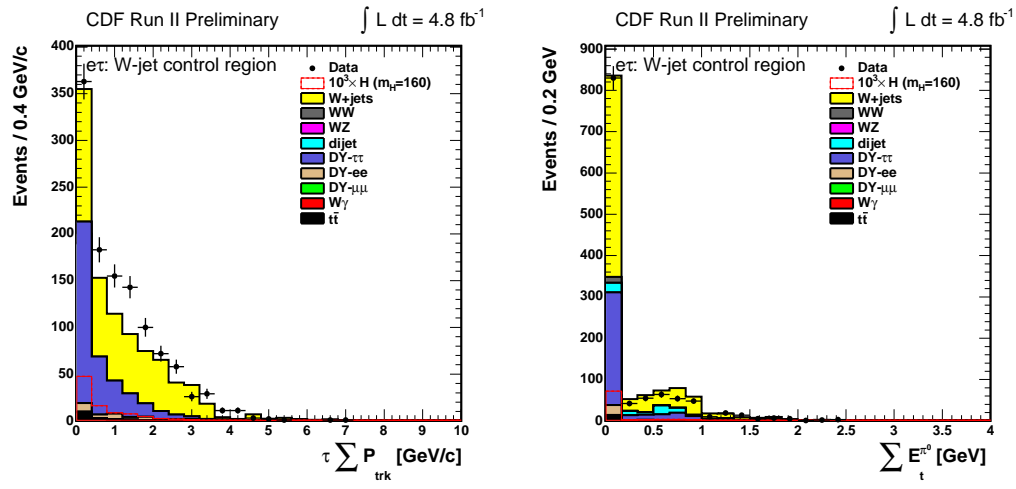 CDF Run II Preliminary
∫ L dt = 4.8 fb⁻¹
Events / 0.4 GeV/c
400
350
300
250
200
150
100
50
0
eτ: W-jet control region
Data
10³× H (m_H=160)
W+jets
WW
WZ
dijet
DY-ττ
DY-ee
DY-μμ
Wγ
tt̄
0 1 2 3 4 5 6 7 8 9 10
τ ∑ P_trk [GeV/c]
CDF Run II Preliminary
∫ L dt = 4.8 fb⁻¹
Events / 0.2 GeV
900
800
700
600
500
400
300
200
100
0
eτ: W-jet control region
Data
10³× H (m_H=160)
W+jets
WW
WZ
dijet
DY-ττ
DY-ee
DY-μμ
Wγ
tt̄
0 0.5 1 1.5 2 2.5 3 3.5 4
∑ E_t^π⁰ [GeV]